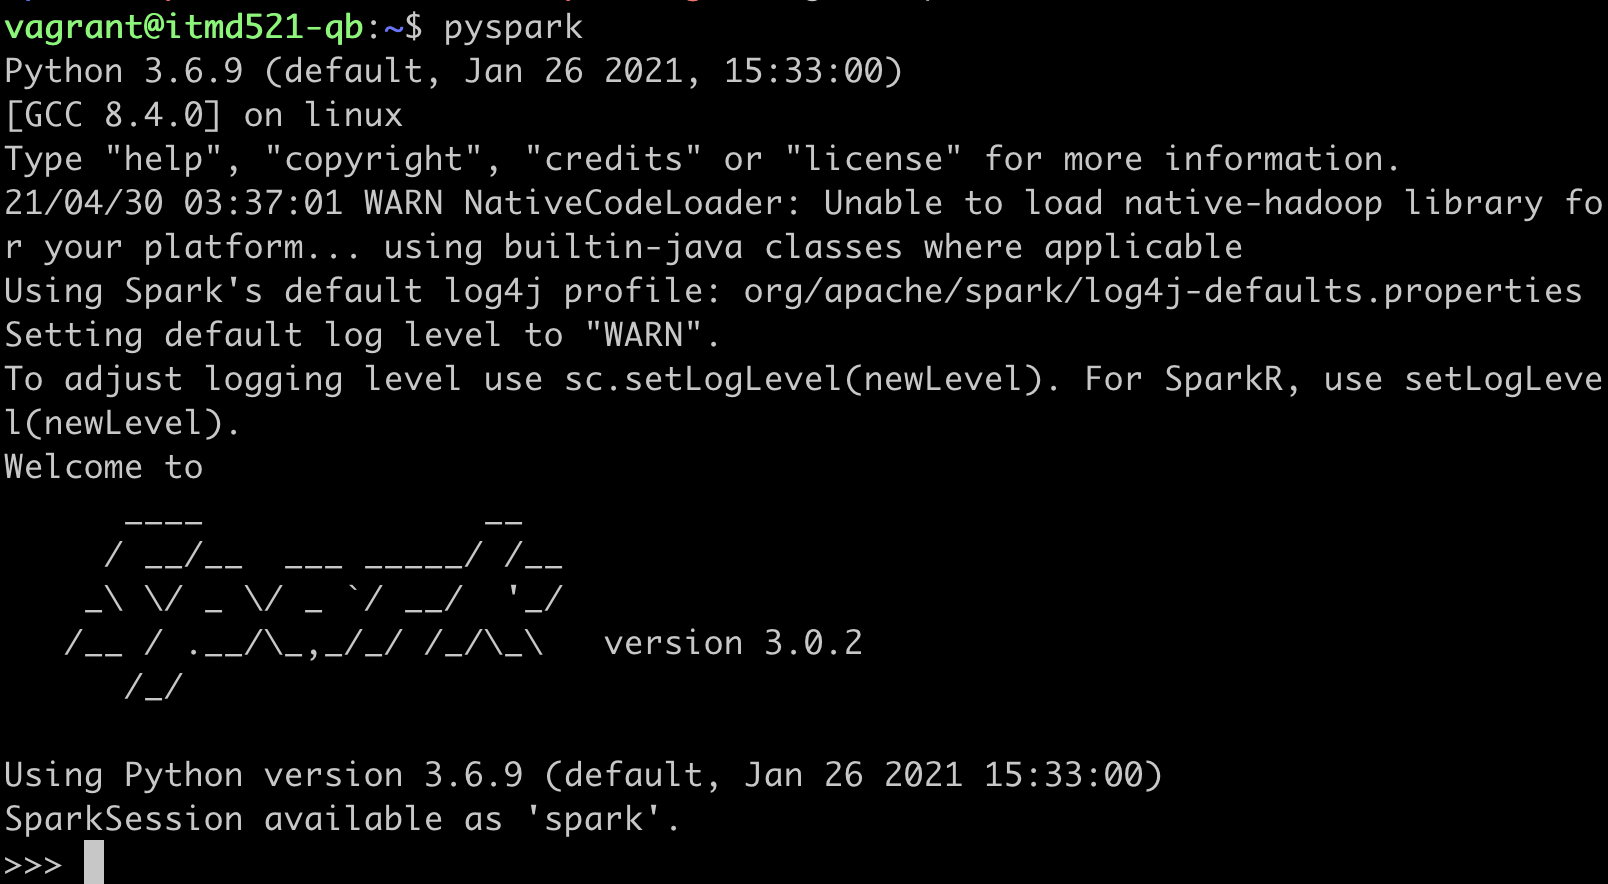 vagrant@itmd521-qb:~$ pyspark
Python 3.6.9 (default, Jan 26 2021, 15:33:00)
[GCC 8.4.0] on linux
Type "help", "copyright", "credits" or "license" for more information.
21/04/30 03:37:01 WARN NativeCodeLoader: Unable to load native-hadoop library fo
r your platform... using builtin-java classes where applicable
Using Spark's default log4j profile: org/apache/spark/log4j-defaults.properties
Setting default log level to "WARN".
To adjust logging level use sc.setLogLevel(newLevel). For SparkR, use setLogLeve
l(newLevel).
Welcome to
      ____              __
     / __/__  ___ _____/ /__
    _\ \/ _ \/ _ `/ __/  '_/
   /__ / .__/\_,_/_/ /_/\_\   version 3.0.2
      /_/
Using Python version 3.6.9 (default, Jan 26 2021 15:33:00)
SparkSession available as 'spark'.
>>>